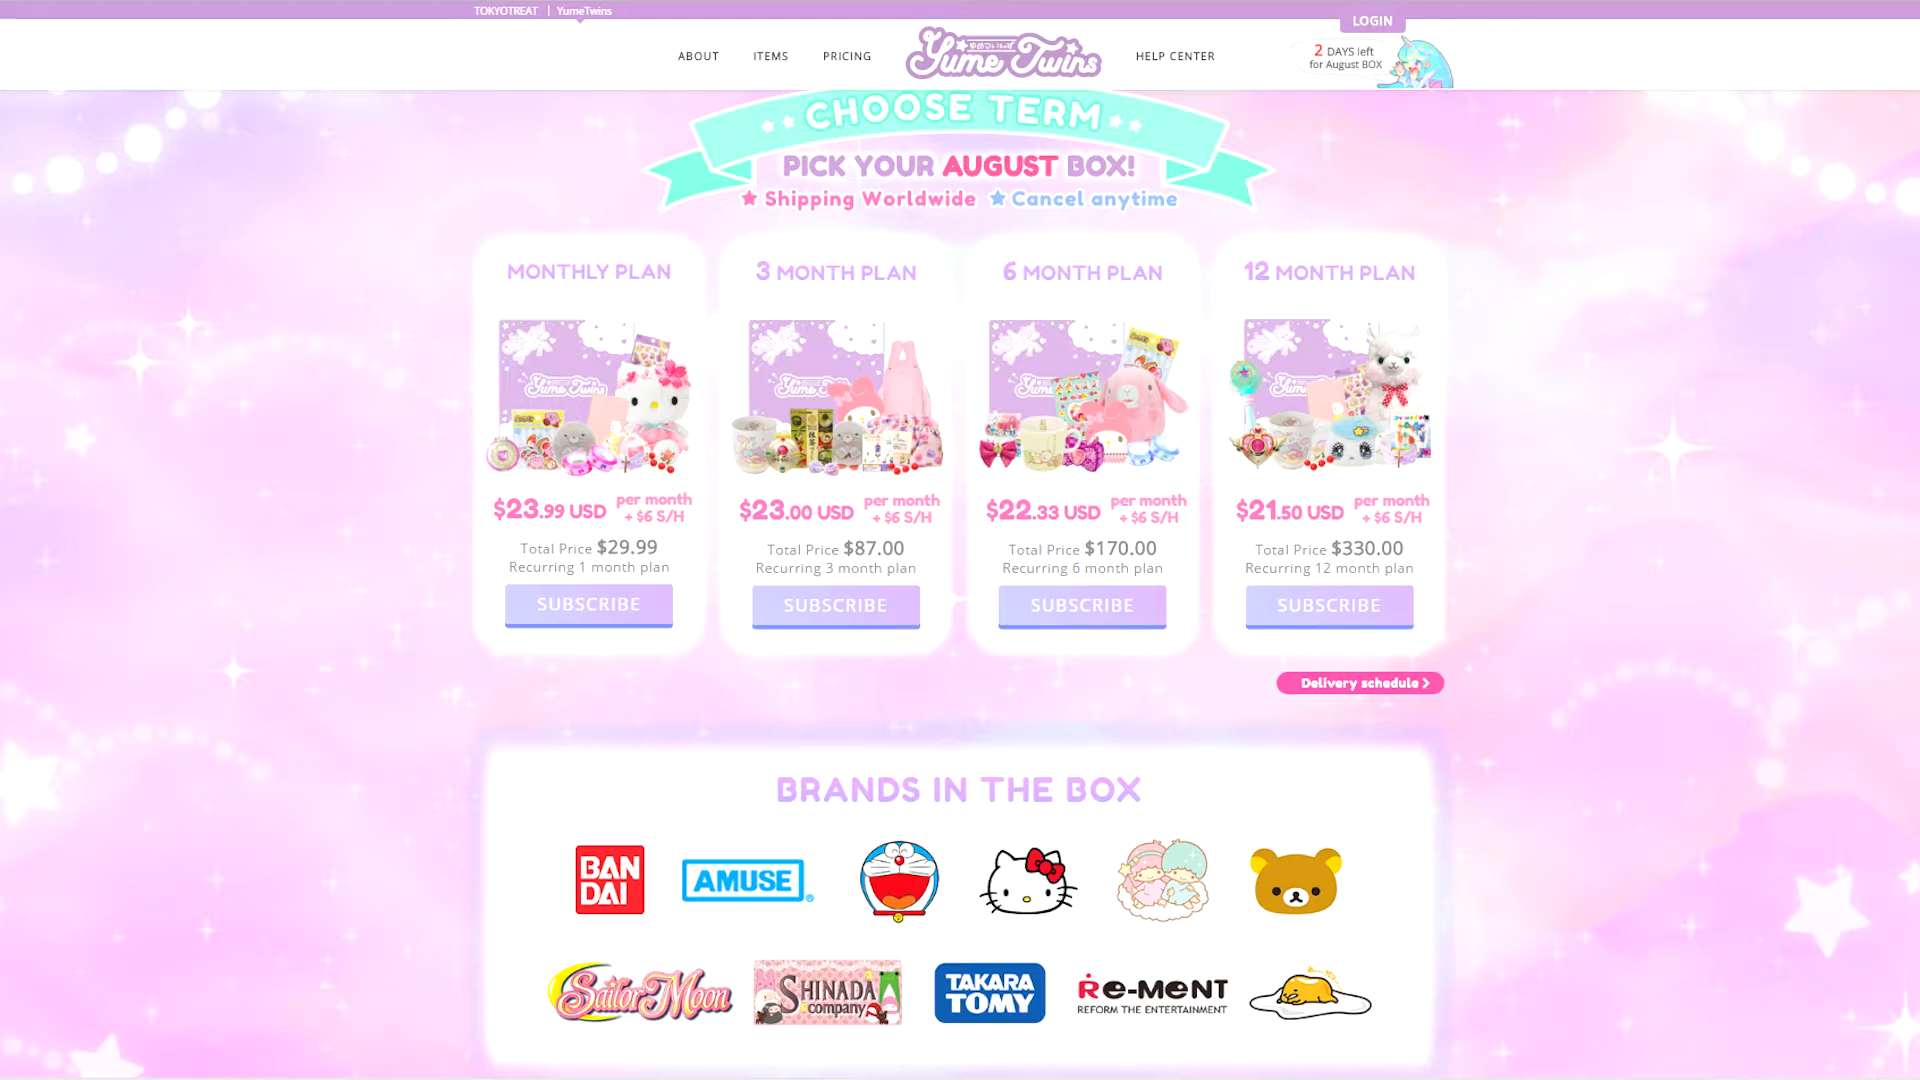 TOKYOTREAT | YumeTwins
LOGIN
ABOUT ITEMS PRICING
Yume Twins
HELP CENTER
2 DAYS left
for August BOX
CHOOSE TERM
PICK YOUR AUGUST BOX!
Shipping Worldwide Cancel anytime
MONTHLY PLAN
Yume Twins
$23.99 USD per month
+ $6 S/H
Total Price $29.99
Recurring 1 month plan
SUBSCRIBE
3 MONTH PLAN
$23.00 USD per month
+ $6 S/H
Total Price $87.00
Recurring 3 month plan
SUBSCRIBE
6 MONTH PLAN
Yume Twins
$22.33 USD per month
+ $6 S/H
Total Price $170.00
Recurring 6 month plan
SUBSCRIBE
12 MONTH PLAN
$21.50 USD per month
+ $6 S/H
Total Price $330.00
Recurring 12 month plan
SUBSCRIBE
Delivery schedule >
BRANDS IN THE BOX
BAN
DAI
AMUSE®
Sailor Moon
SHINADA
company
TAKARA
TOMY
Re-MENT
REFORM THE ENTERTAINMENT